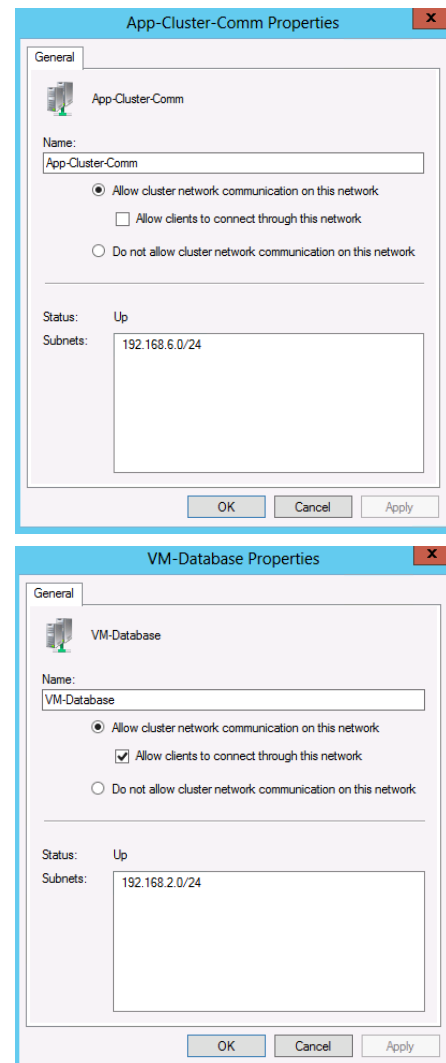 App-Cluster-Comm Properties
x
General
App-Cluster-Comm
Name:
App-Cluster-Comm
Allow cluster network communication on this network
Allow clients to connect through this network
Do not allow cluster network communication on this network
Status: Up
Subnets: 192.168.6.0/24
OK Cancel Apply
VM-Database Properties
x
General
VM-Database
Name:
VM-Database
Allow cluster network communication on this network
Allow clients to connect through this network
Do not allow cluster network communication on this network
Status: Up
Subnets: 192.168.2.0/24
OK Cancel Apply